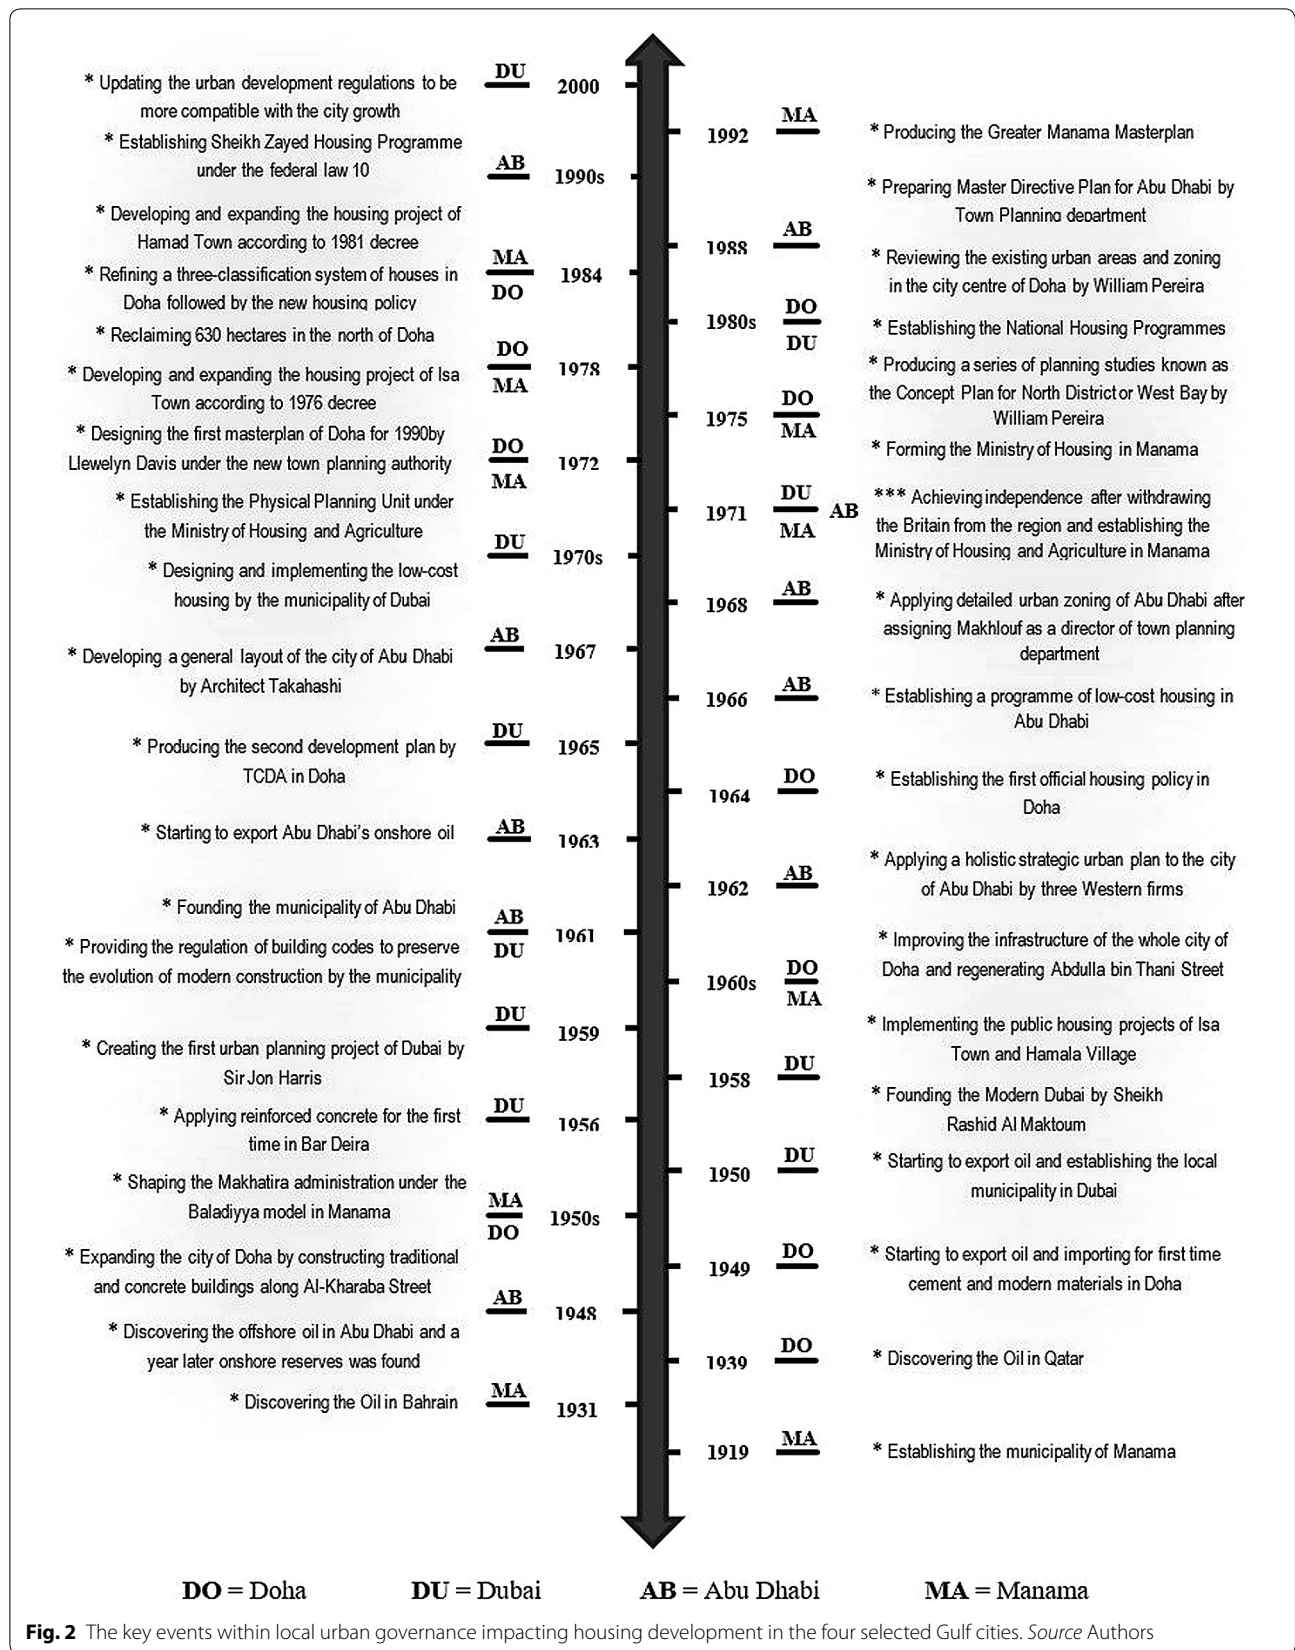 DU
2000
* Updating the urban development regulations to be
more compatible with the city growth
MA
1992
* Producing the Greater Manama Masterplan
* Establishing Sheikh Zayed Housing Programme
under the federal law 10
AB
1990s
* Preparing Master Directive Plan for Abu Dhabi by
Town Planning department
AB
1988
* Developing and expanding the housing project of
Hamad Town according to 1981 decree
MA
1984
DO
* Refining a three-classification system of houses in
Doha followed by the new housing policy
* Reviewing the existing urban areas and zoning
in the city centre of Doha by William Pereira
DO
1980s
DU
* Establishing the National Housing Programmes
* Reclaiming 630 hectares in the north of Doha
DO
1978
MA
* Developing and expanding the housing project of Isa
Town according to 1976 decree
* Producing a series of planning studies known as
the Concept Plan for North District or West Bay by
William Pereira
DO
1975
MA
* Forming the Ministry of Housing in Manama
* Designing the first masterplan of Doha for 1990by
Llewelyn Davis under the new town planning authority
DO
1972
MA
* Establishing the Physical Planning Unit under
the Ministry of Housing and Agriculture
DU
1971
AB
MA
*** Achieving independence after withdrawing
the Britain from the region and establishing the
Ministry of Housing and Agriculture in Manama
DU
1970s
* Designing and implementing the low-cost
housing by the municipality of Dubai
AB
1968
* Applying detailed urban zoning of Abu Dhabi after
assigning Makhlouf as a director of town planning
department
AB
1967
* Developing a general layout of the city of Abu Dhabi
by Architect Takahashi
AB
1966
* Establishing a programme of low-cost housing in
Abu Dhabi
DU
1965
* Producing the second development plan by
TCDA in Doha
DO
1964
* Establishing the first official housing policy in
Doha
* Starting to export Abu Dhabi's onshore oil
AB
1963
AB
1962
* Applying a holistic strategic urban plan to the city
of Abu Dhabi by three Western firms
* Founding the municipality of Abu Dhabi
AB
1961
DU
* Providing the regulation of building codes to preserve
the evolution of modern construction by the municipality
* Improving the infrastructure of the whole city of
Doha and regenerating Abdulla bin Thani Street
DO
1960s
MA
* Implementing the public housing projects of Isa
Town and Hamala Village
DU
1959
* Creating the first urban planning project of Dubai by
Sir Jon Harris
DU
1958
* Founding the Modern Dubai by Sheikh
Rashid Al Maktoum
* Applying reinforced concrete for the first
time in Bar Deira
DU
1956
DU
1950
* Starting to export oil and establishing the local
municipality in Dubai
* Shaping the Makhatira administration under the
Baladiyya model in Manama
MA
1950s
DO
* Expanding the city of Doha by constructing traditional
and concrete buildings along Al-Kharaba Street
DO
1949
* Starting to export oil and importing for first time
cement and modern materials in Doha
AB
1948
* Discovering the offshore oil in Abu Dhabi and a
year later onshore reserves was found
DO
1939
* Discovering the Oil in Qatar
* Discovering the Oil in Bahrain
MA
1931
MA
1919
* Establishing the municipality of Manama
DO = Doha DU = Dubai AB = Abu Dhabi MA = Manama
Fig. 2 The key events within local urban governance impacting housing development in the four selected Gulf cities. Source Authors